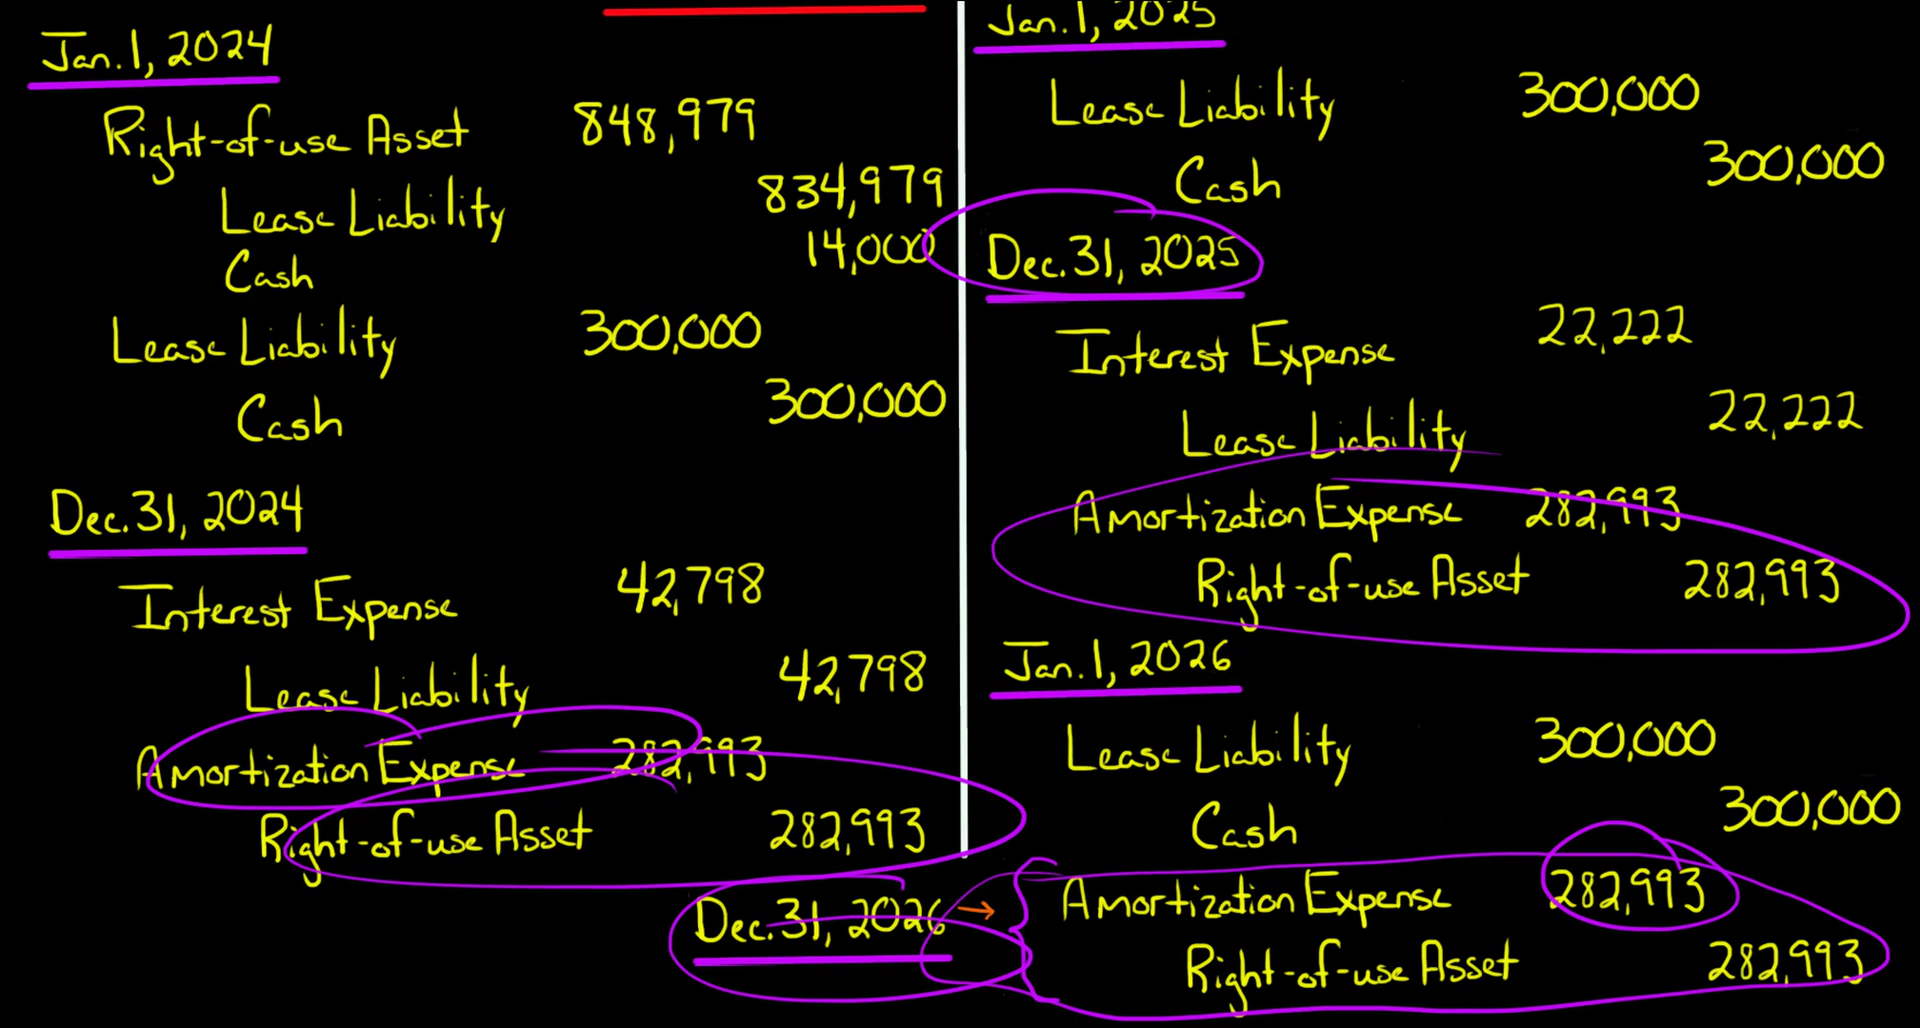 Jan. 1, 2024
Right-of-use Asset 848,979
Lease Liability 834,979
Cash 14,000
Lease Liability 300,000
Cash 300,000
Dec. 31, 2024
Interest Expense 42,798
Lease Liability 42,798
Amortization Expense 282,993
Right-of-use Asset 282,993
Jan. 1, 2025
Lease Liability 300,000
Cash 300,000
Dec. 31, 2025
Interest Expense 22,222
Lease Liability 22,222
Amortization Expense 282,993
Right-of-use Asset 282,993
Jan. 1, 2026
Lease Liability 300,000
Cash 300,000
Dec. 31, 2026 → { Amortization Expense 282,993
Right-of-use Asset 282,993